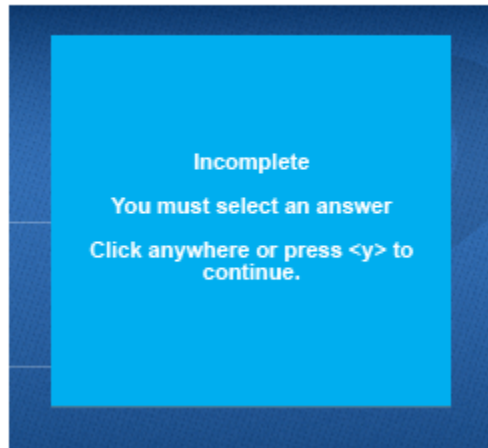 Incomplete
You must select an answer
Click anywhere or press <y> to
continue.